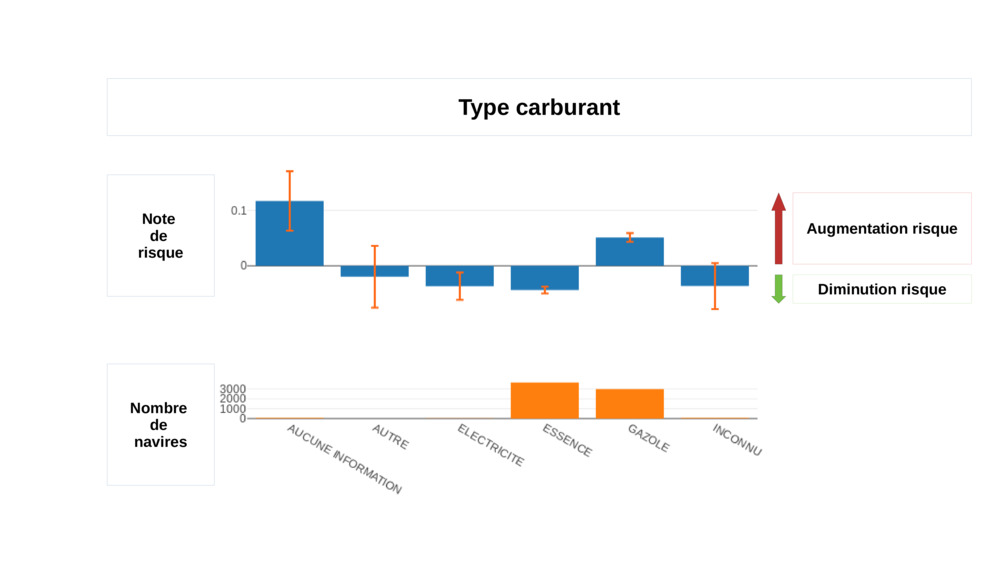 Type carburant
Note
de
risque
0.1
0
Augmentation risque
Diminution risque
Nombre
de
navires
3000
2000
1000
0
AUCUNE INFORMATION
AUTRE
ELECTRICITE
ESSENCE
GAZOLE
INCONNU